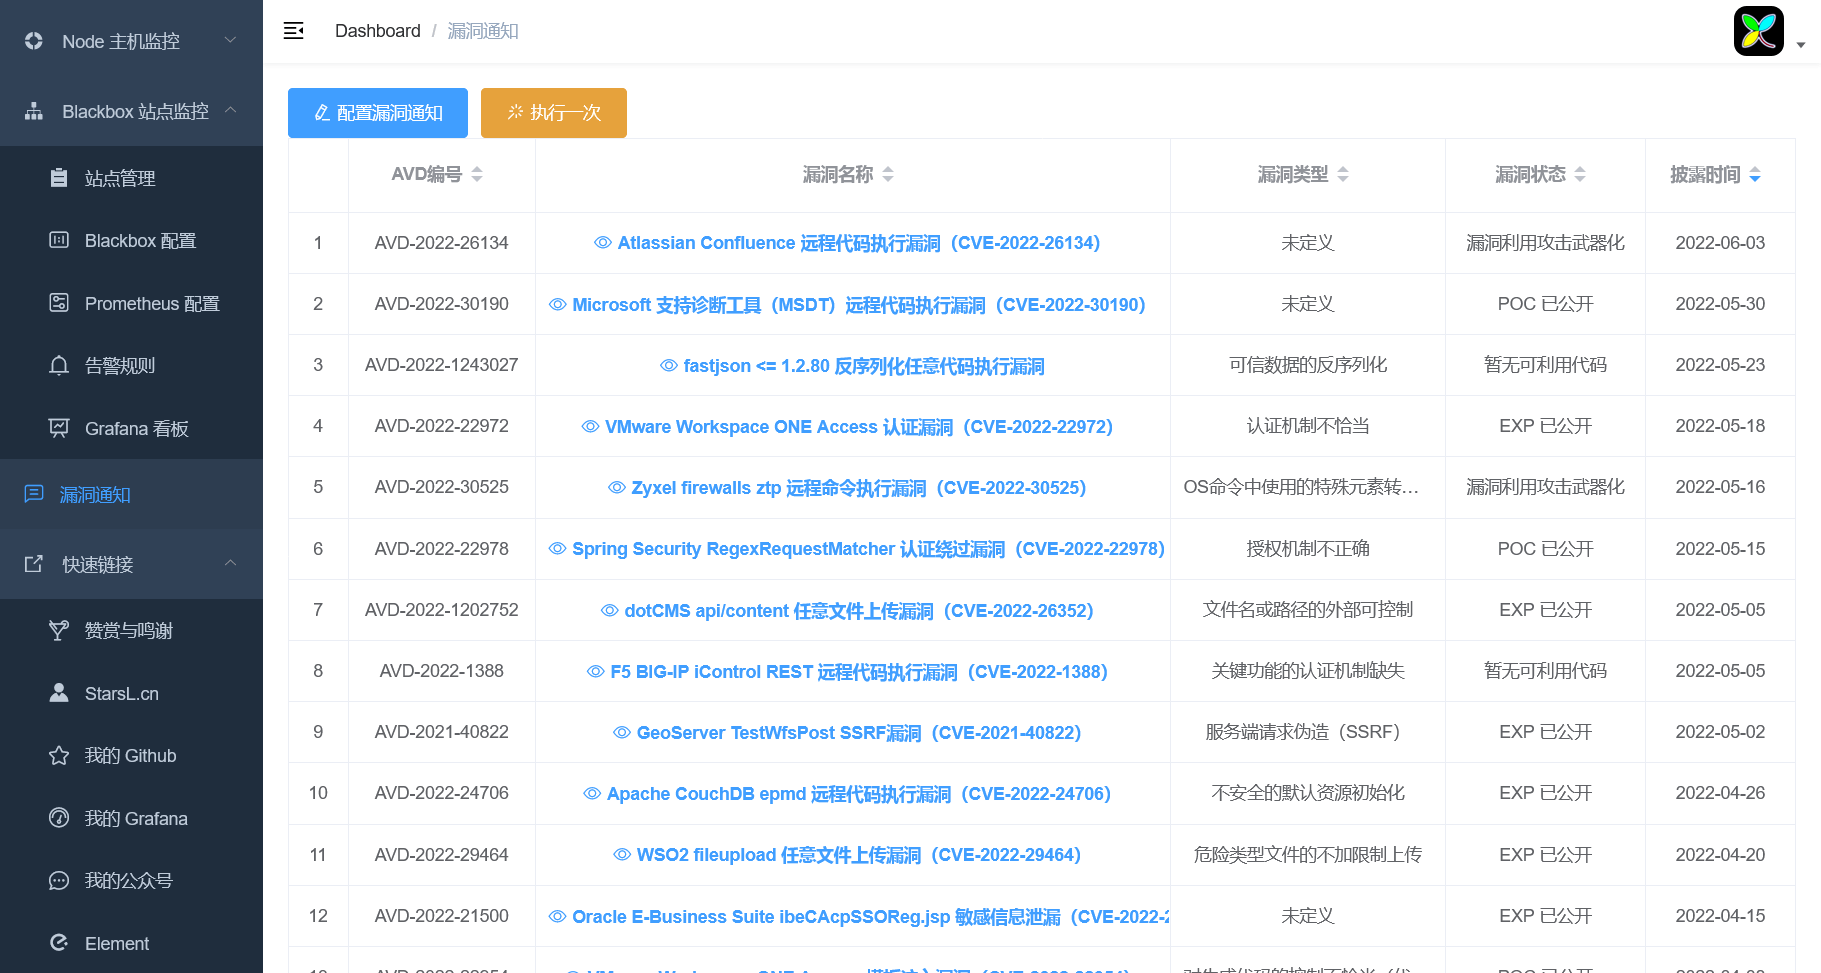 Node 主机监控
Blackbox 站点监控
站点管理
Blackbox 配置
Prometheus 配置
告警规则
Grafana 看板
漏洞通知
快速链接
赞赏与鸣谢
StarsL.cn
我的 Github
我的 Grafana
我的公众号
Element
Dashboard / 漏洞通知
配置漏洞通知 执行一次
AVD编号 漏洞名称 漏洞类型 漏洞状态 披露时间
1 AVD-2022-26134 Atlassian Confluence 远程代码执行漏洞（CVE-2022-26134） 未定义 漏洞利用攻击武器化 2022-06-03
2 AVD-2022-30190 Microsoft 支持诊断工具（MSDT）远程代码执行漏洞（CVE-2022-30190） 未定义 POC 已公开 2022-05-30
3 AVD-2022-1243027 fastjson <= 1.2.80 反序列化任意代码执行漏洞 可信数据的反序列化 暂无可利用代码 2022-05-23
4 AVD-2022-22972 VMware Workspace ONE Access 认证漏洞（CVE-2022-22972） 认证机制不恰当 EXP 已公开 2022-05-18
5 AVD-2022-30525 Zyxel firewalls ztp 远程命令执行漏洞（CVE-2022-30525） OS命令中使用的特殊元素转… 漏洞利用攻击武器化 2022-05-16
6 AVD-2022-22978 Spring Security RegexRequestMatcher 认证绕过漏洞（CVE-2022-22978） 授权机制不正确 POC 已公开 2022-05-15
7 AVD-2022-1202752 dotCMS api/content 任意文件上传漏洞（CVE-2022-26352） 文件名或路径的外部可控制 EXP 已公开 2022-05-05
8 AVD-2022-1388 F5 BIG-IP iControl REST 远程代码执行漏洞（CVE-2022-1388） 关键功能的认证机制缺失 暂无可利用代码 2022-05-05
9 AVD-2021-40822 GeoServer TestWfsPost SSRF漏洞（CVE-2021-40822） 服务端请求伪造（SSRF） EXP 已公开 2022-05-02
10 AVD-2022-24706 Apache CouchDB epmd 远程代码执行漏洞（CVE-2022-24706） 不安全的默认资源初始化 EXP 已公开 2022-04-26
11 AVD-2022-29464 WSO2 fileupload 任意文件上传漏洞（CVE-2022-29464） 危险类型文件的不加限制上传 EXP 已公开 2022-04-20
12 AVD-2022-21500 Oracle E-Business Suite ibeCAcpSSOReg.jsp 敏感信息泄漏（CVE-2022-2 未定义 EXP 已公开 2022-04-15